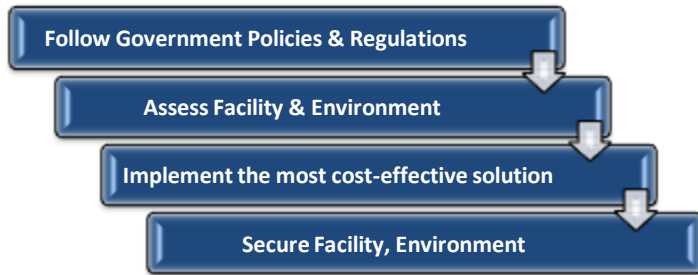 Follow Government Policies & Regulations
Assess Facility & Environment
Implement the most cost-effective solution
Secure Facility, Environment